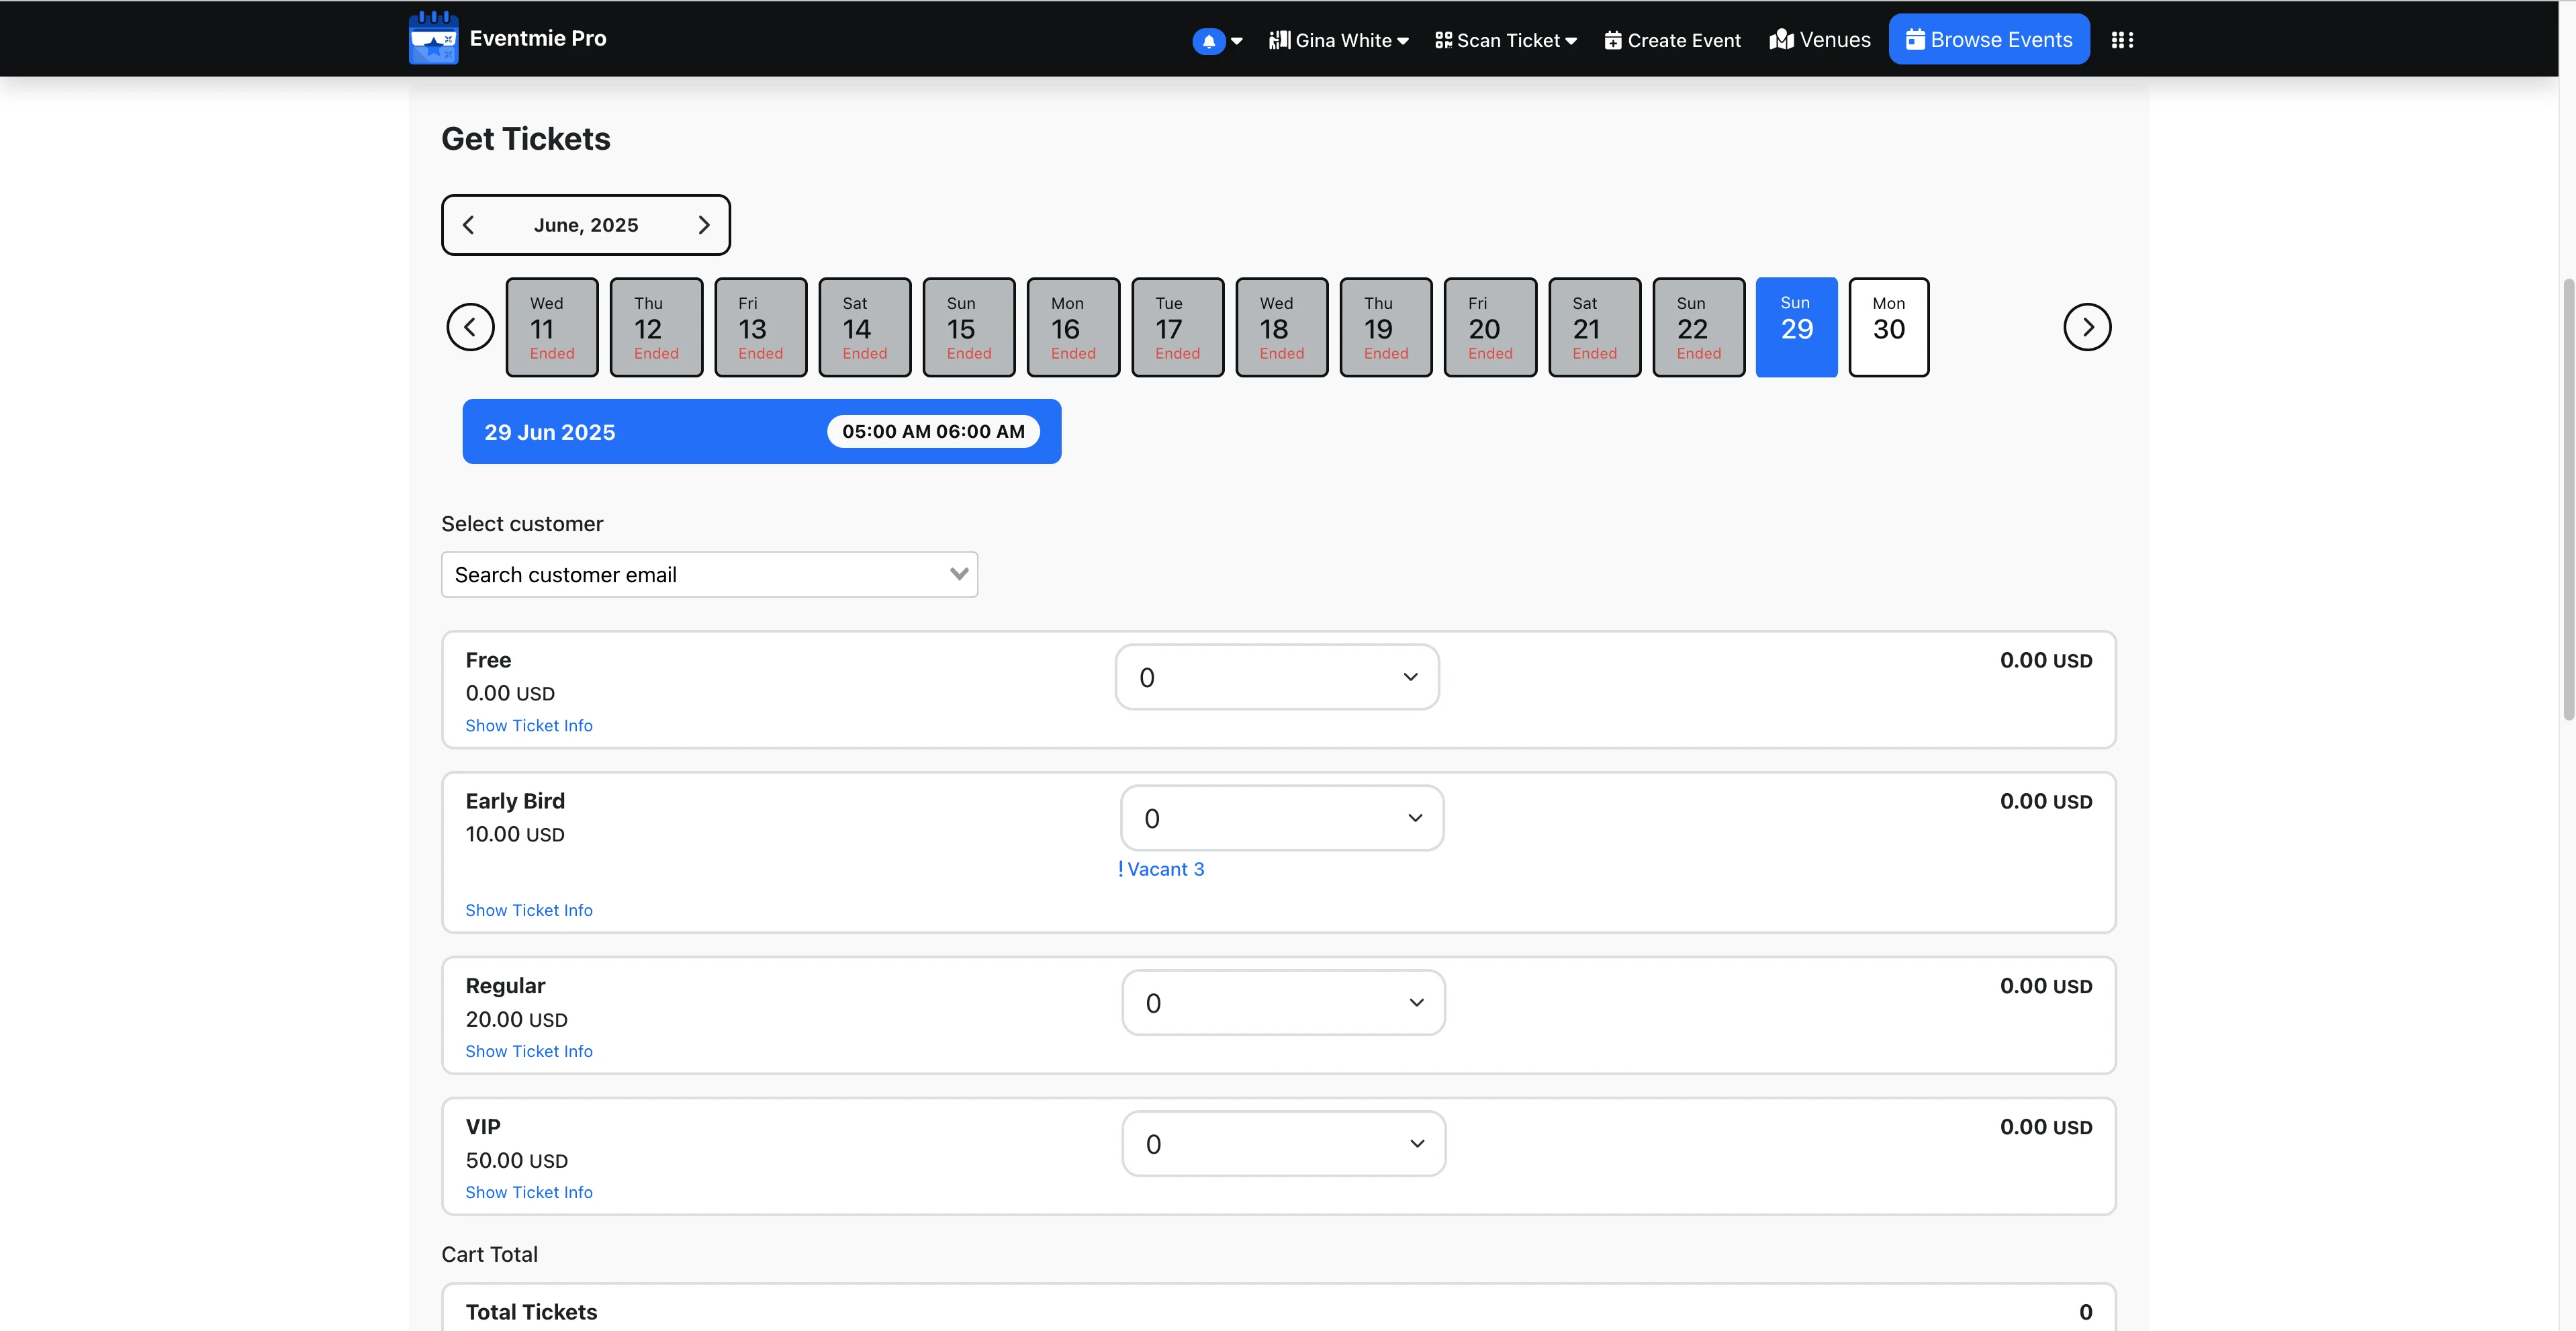 Eventmie Pro
Gina White
Scan Ticket
Create Event
Venues
Browse Events
Get Tickets
June, 2025
Wed
11
Ended
Thu
12
Ended
Fri
13
Ended
Sat
14
Ended
Sun
15
Ended
Mon
16
Ended
Tue
17
Ended
Wed
18
Ended
Thu
19
Ended
Fri
20
Ended
Sat
21
Ended
Sun
22
Ended
Sun
29
Mon
30
29 Jun 2025 05:00 AM 06:00 AM
Select customer
Search customer email
Free
0.00 USD
Show Ticket Info
0
0.00 USD
Early Bird
10.00 USD
Show Ticket Info
0
! Vacant 3
0.00 USD
Regular
20.00 USD
Show Ticket Info
0
0.00 USD
VIP
50.00 USD
Show Ticket Info
0
0.00 USD
Cart Total
Total Tickets 0